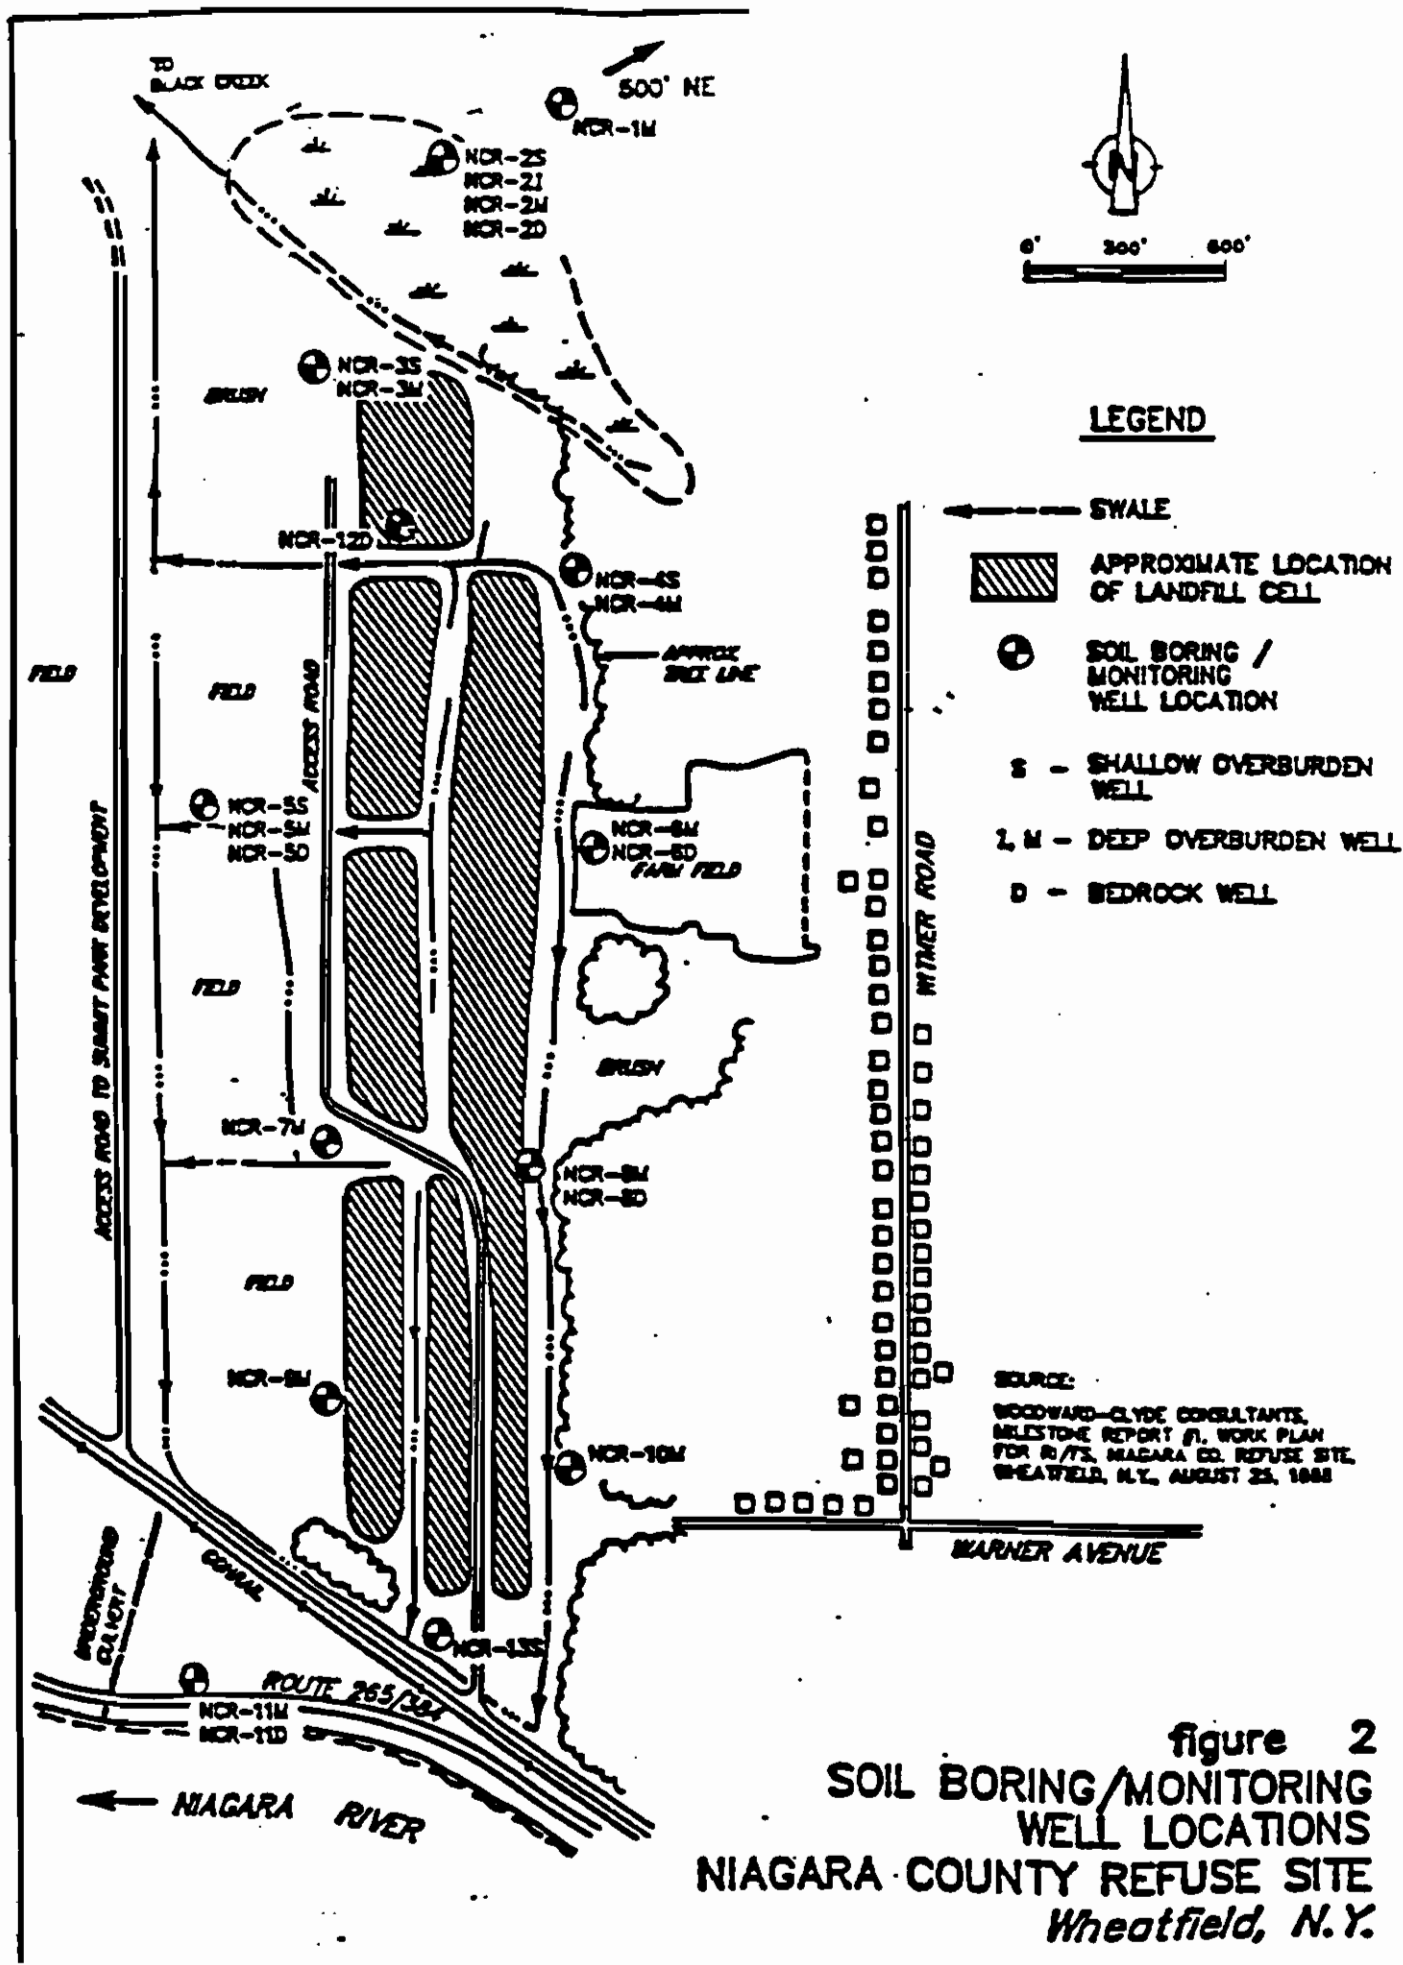 TO
BLACK CREEK
500' NE
NCR-1M
NCR-2S
NCR-2I
NCR-2M
NCR-2D
N
0' 300' 600'
NCR-3S
NCR-3M
BRUSH
LEGEND
SWALE
NCR-12D
APPROXIMATE LOCATION
OF LANDFILL CELL
NCR-4S
NCR-4M
SOIL BORING /
MONITORING
WELL LOCATION
APPROX
TREE LINE
FIELD
FIELD
ACCESS ROAD
S - SHALLOW OVERBURDEN
WELL
NCR-5S
NCR-5M
NCR-5D
NCR-6M
NCR-6D
FARM FIELD
I, M - DEEP OVERBURDEN WELL
D - BEDROCK WELL
WITMER ROAD
ACCESS ROAD TO SUMMIT PARK DEVELOPMENT
FIELD
BRUSH
NCR-7M
NCR-8M
NCR-8D
FIELD
NCR-9M
SOURCE:
WOODWARD-CLYDE CONSULTANTS,
MILESTONE REPORT #1, WORK PLAN
FOR RI/FS, NIAGARA CO. REFUSE SITE,
WHEATFIELD, N.Y., AUGUST 25, 1988
NCR-10M
WARNER AVENUE
CONRAIL
UNDERGROUND
CULVERT
NCR-13S
ROUTE 265/384
NCR-11M
NCR-11D
NIAGARA RIVER
figure 2
SOIL BORING/MONITORING
WELL LOCATIONS
NIAGARA COUNTY REFUSE SITE
Wheatfield, N.Y.